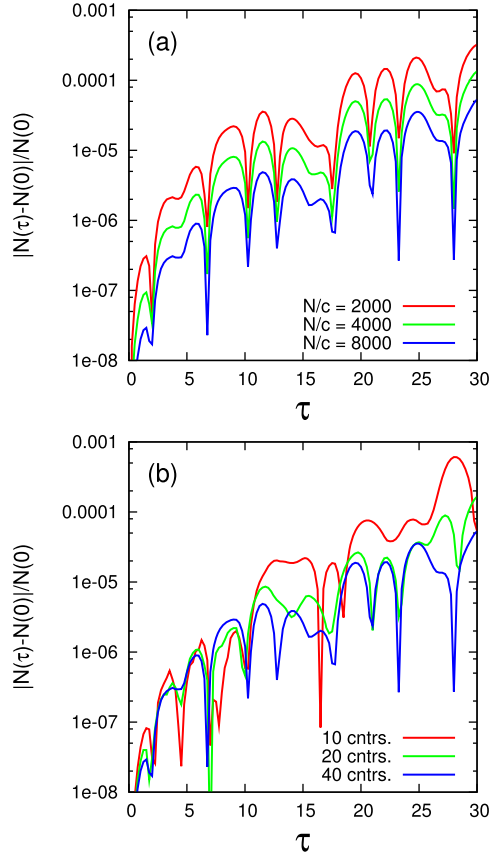 (a)
0.0001
1e-05
1e-06
1e-07
1e-08
|N(τ)-N(0)|/N(0)
N/c = 2000
N/c = 4000
N/c = 8000
0 5 10 15 20 25 30
τ
(b)
0.001
0.0001
1e-05
1e-06
1e-07
1e-08
|N(τ)-N(0)|/N(0)
10 cntrs.
20 cntrs.
40 cntrs.
0 5 10 15 20 25 30
τ